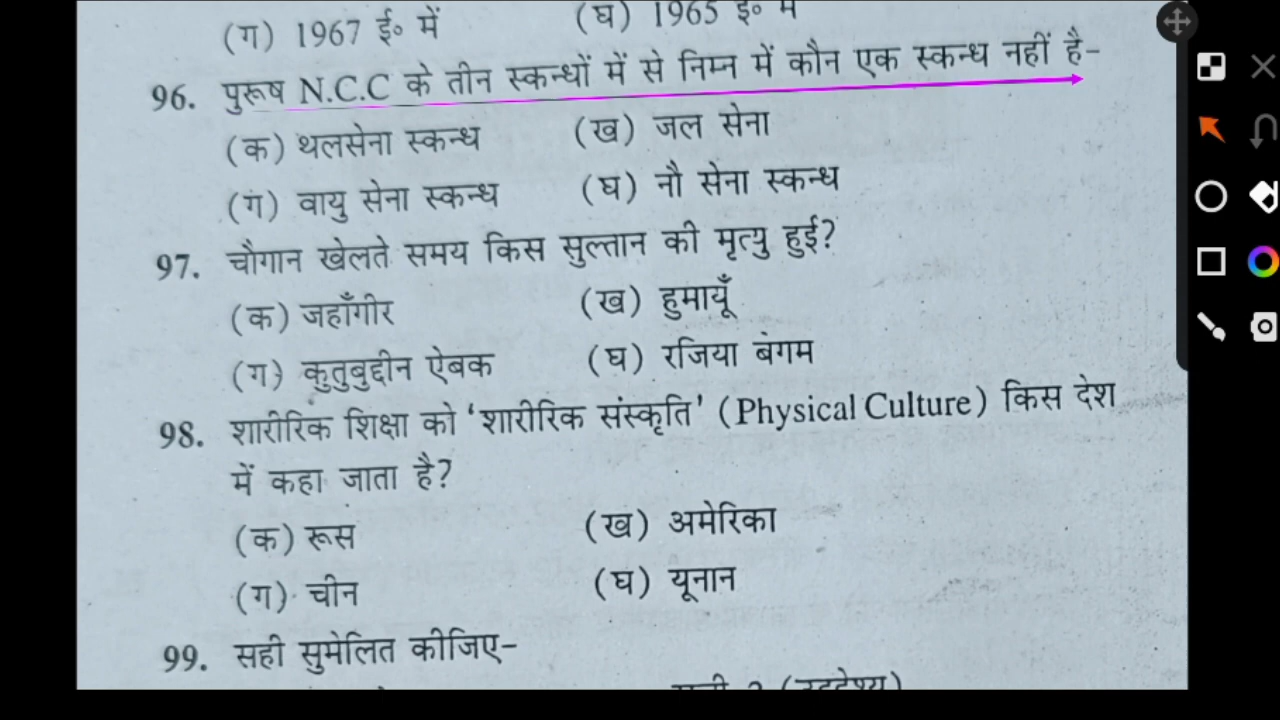 (ग) 1967 ई० में (घ) 1965 ई० में
96. पुरूष N.C.C के तीन स्कन्धों में से निम्न में कौन एक स्कन्ध नहीं है-
(क) थलसेना स्कन्ध (ख) जल सेना
(ग) वायु सेना स्कन्ध (घ) नौ सेना स्कन्ध
97. चौगान खेलते समय किस सुल्तान की मृत्यु हुई?
(क) जहाँगीर (ख) हुमायूँ
(ग) कुतुबुद्दीन ऐबक (घ) रजिया बंगम
98. शारीरिक शिक्षा को 'शारीरिक संस्कृति' (Physical Culture) किस देश
में कहा जाता है?
(क) रूस (ख) अमेरिका
(ग) चीन (घ) यूनान
99. सही सुमेलित कीजिए-